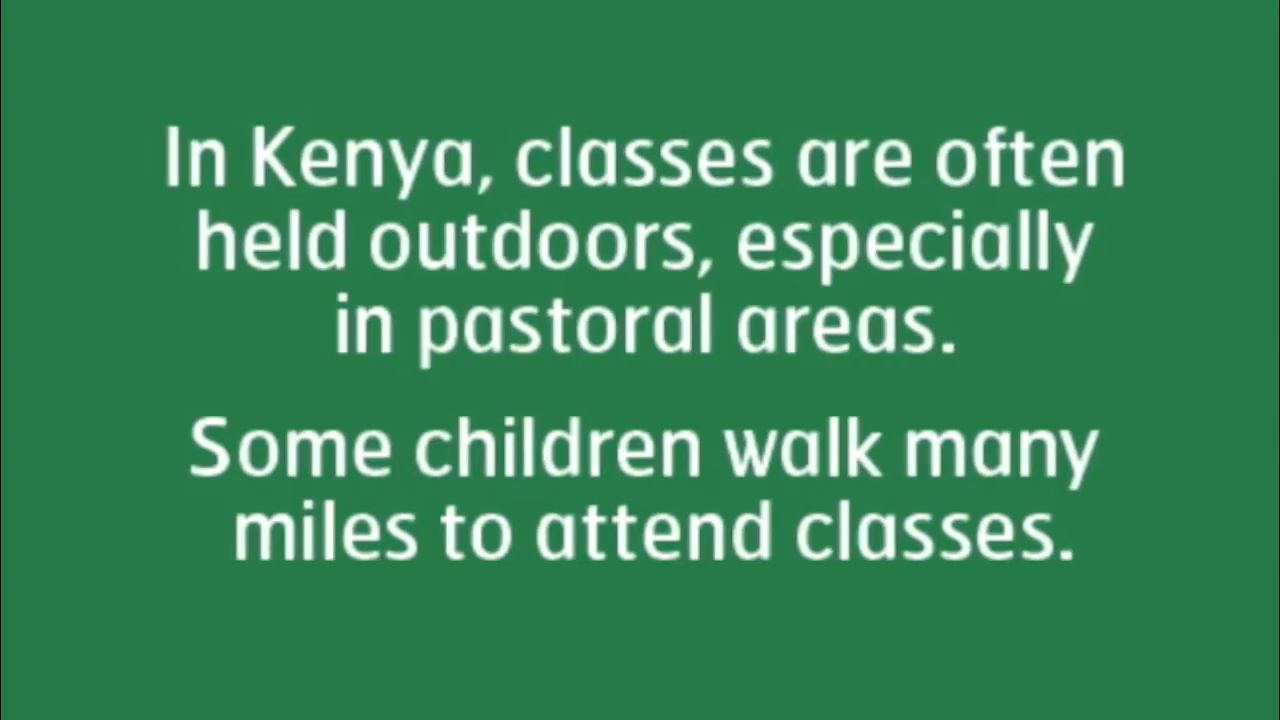 In Kenya, classes are often
held outdoors, especially
in pastoral areas.
Some children walk many
miles to attend classes.